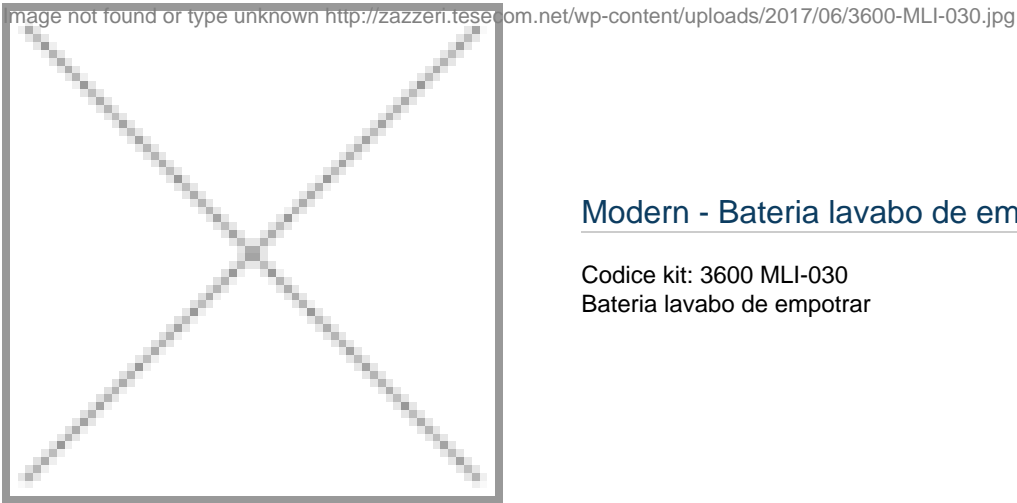 Image not found or type unknown http://zazzeri.tesecom.net/wp-content/uploads/2017/06/3600-MLI-030.jpg
Modern - Bateria lavabo de em
Codice kit: 3600 MLI-030
Bateria lavabo de empotrar